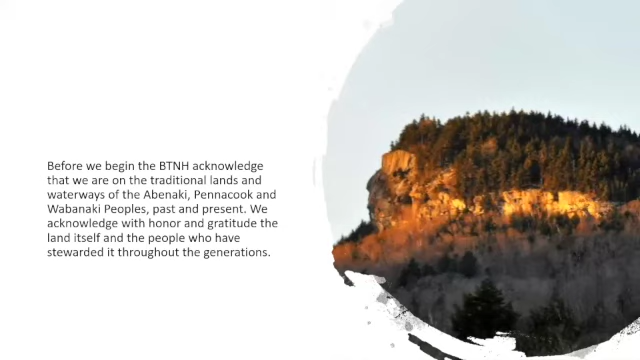 Before we begin the BTNH acknowledge
that we are on the traditional lands and
waterways of the Abenaki, Pennacook and
Wabanaki Peoples, past and present. We
acknowledge with honor and gratitude the
land itself and the people who have
stewarded it throughout the generations.